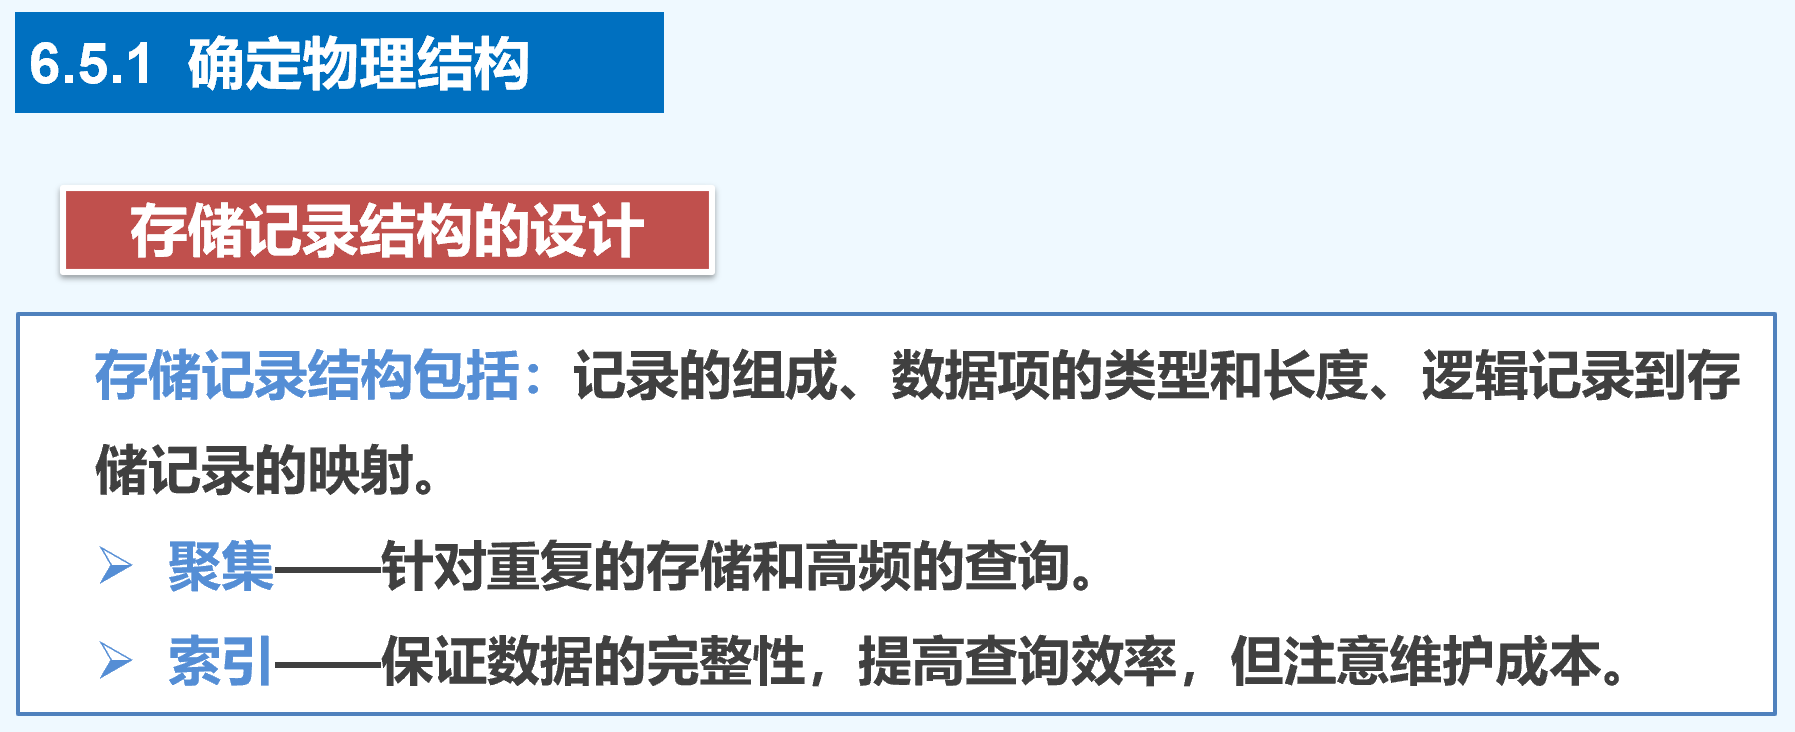 6.5.1 确定物理结构
存储记录结构的设计
存储记录结构包括：记录的组成、数据项的类型和长度、逻辑记录到存
储记录的映射。
➢ 聚集——针对重复的存储和高频的查询。
➢ 索引——保证数据的完整性，提高查询效率，但注意维护成本。